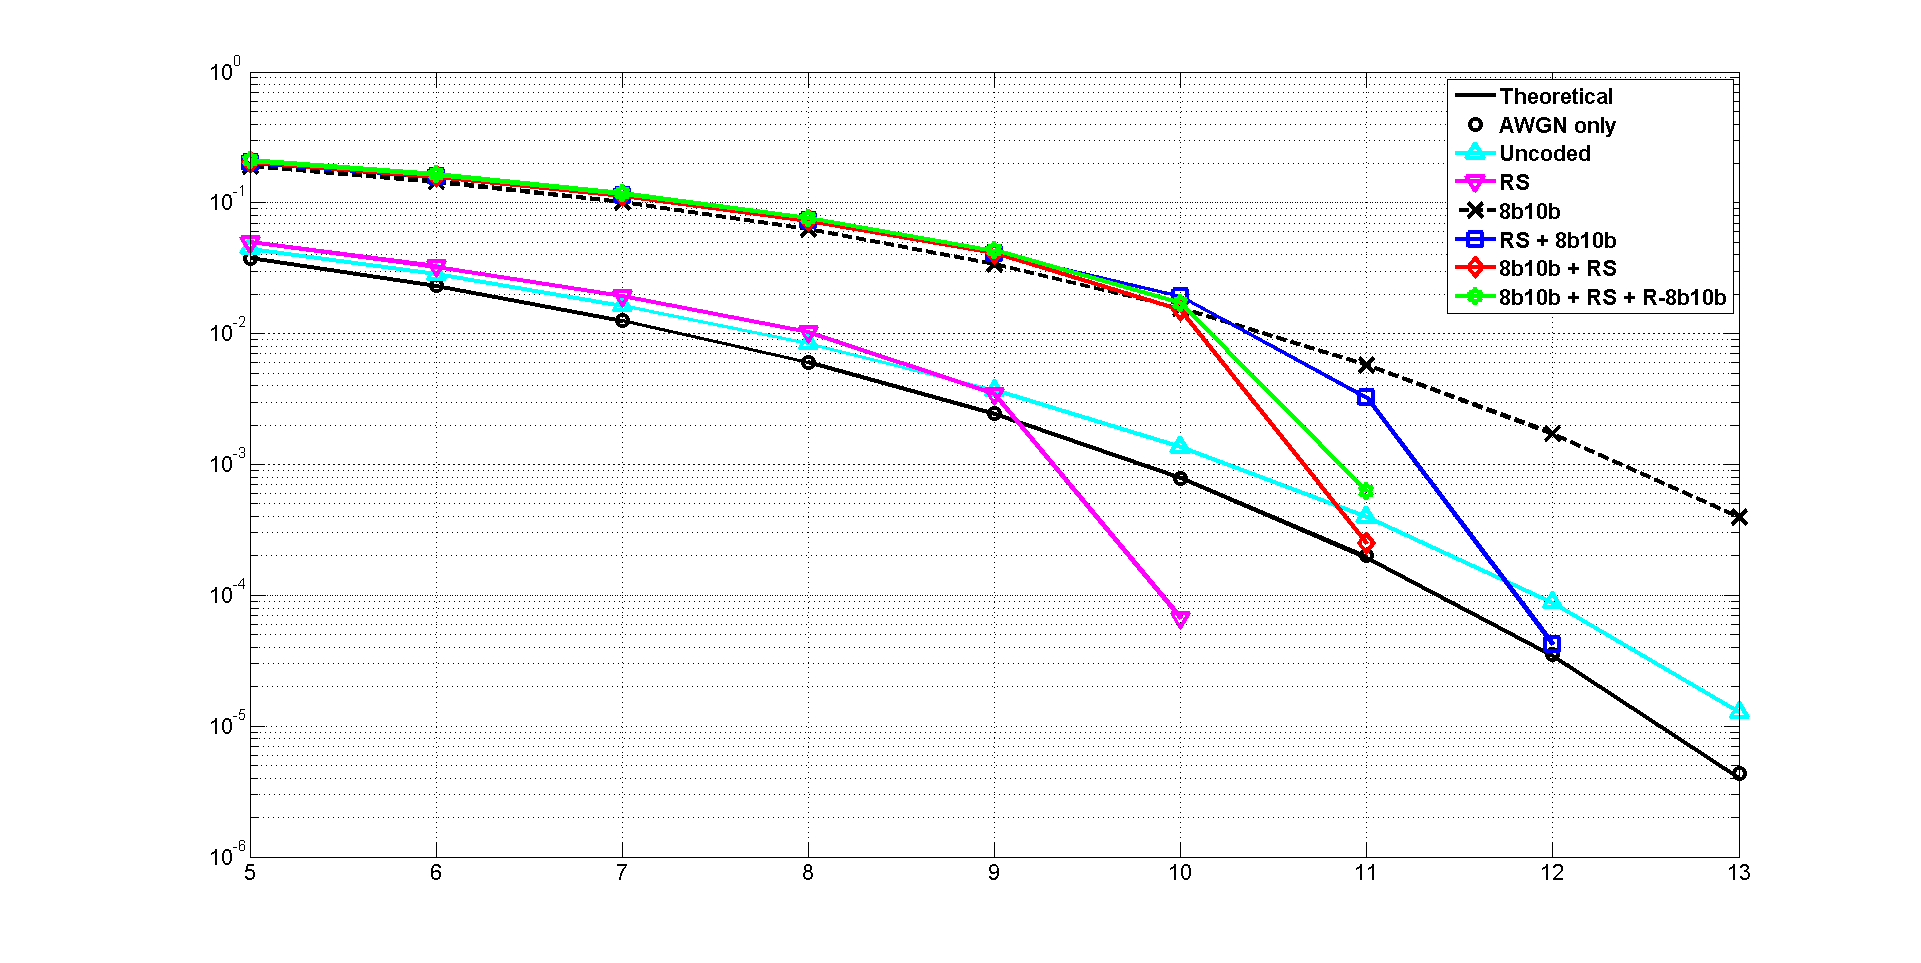 10^0
10^-1
10^-2
10^-3
10^-4
10^-5
10^-6
5 6 7 8 9 10 11 12 13
Theoretical
AWGN only
Uncoded
RS
8b10b
RS + 8b10b
8b10b + RS
8b10b + RS + R-8b10b